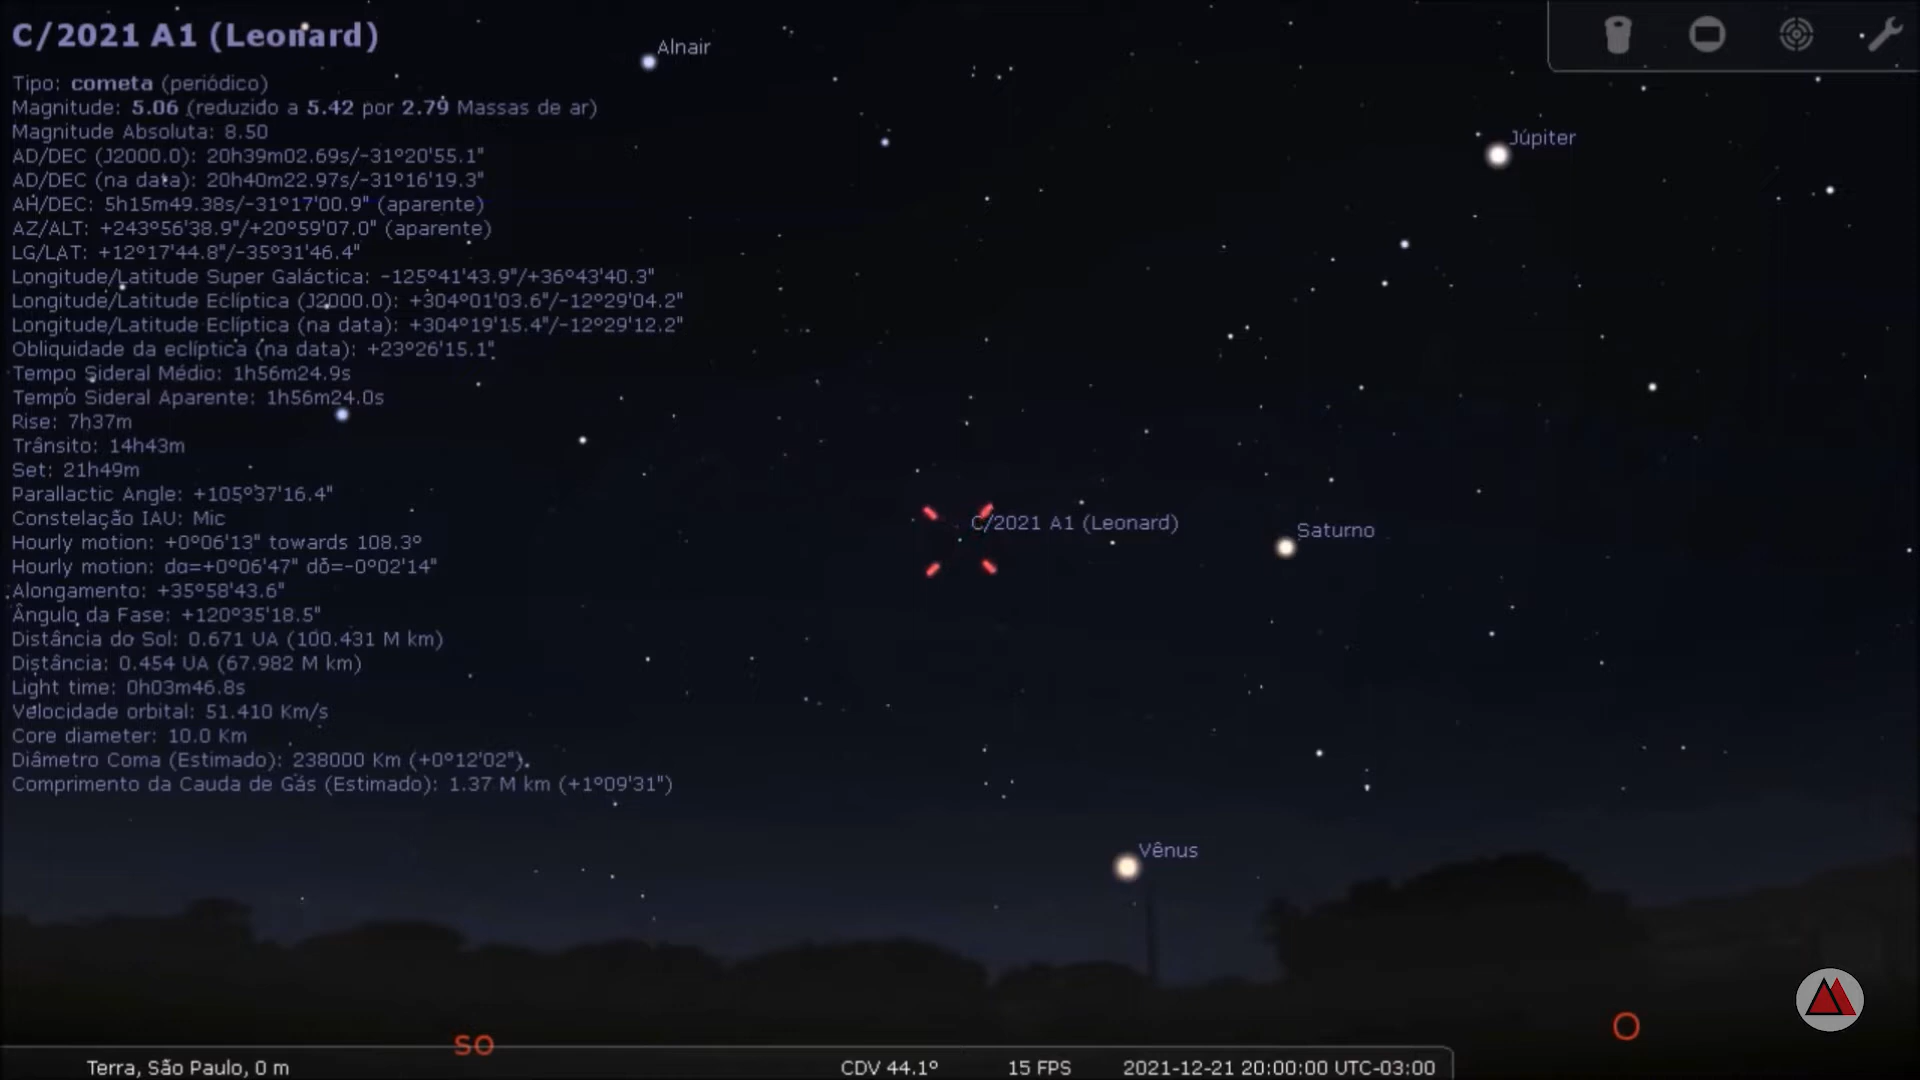 C/2021 A1 (Leonard)
Tipo: cometa (periódico)
Magnitude: 5.06 (reduzido a 5.42 por 2.79 Massas de ar)
Magnitude Absoluta: 8.50
AD/DEC (J2000.0): 20h39m02.69s/-31°20'55.1"
AD/DEC (na data): 20h40m22.97s/-31°16'19.3"
AH/DEC: 5h15m49.38s/-31°17'00.9" (aparente)
AZ/ALT: +243°56'38.9"/+20°59'07.0" (aparente)
LG/LAT: +12°17'44.8"/-35°31'46.4"
Longitude/Latitude Super Galáctica: -125°41'43.9"/+36°43'40.3"
Longitude/Latitude Eclíptica (J2000.0): +304°01'03.6"/-12°29'04.2"
Longitude/Latitude Eclíptica (na data): +304°19'15.4"/-12°29'12.2"
Obliquidade da eclíptica (na data): +23°26'15.1"
Tempo Sideral Médio: 1h56m24.9s
Tempo Sideral Aparente: 1h56m24.0s
Rise: 7h37m
Trânsito: 14h43m
Set: 21h49m
Parallactic Angle: +105°37'16.4"
Constelação IAU: Mic
Hourly motion: +0°06'13" towards 108.3°
Hourly motion: dα=+0°06'47" dδ=-0°02'14"
Alongamento: +35°58'43.6"
Ângulo da Fase: +120°35'18.5"
Distância do Sol: 0.671 UA (100.431 M km)
Distância: 0.454 UA (67.982 M km)
Light time: 0h03m46.8s
Velocidade orbital: 51.410 Km/s
Core diameter: 10.0 Km
Diâmetro Coma (Estimado): 238000 Km (+0°12'02")
Comprimento da Cauda de Gás (Estimado): 1.37 M km (+1°09'31")
Alnair
Júpiter
C/2021 A1 (Leonard)
Saturno
Vênus
SO
O
Terra, São Paulo, 0 m
CDV 44.1°
15 FPS
2021-12-21 20:00:00 UTC-03:00